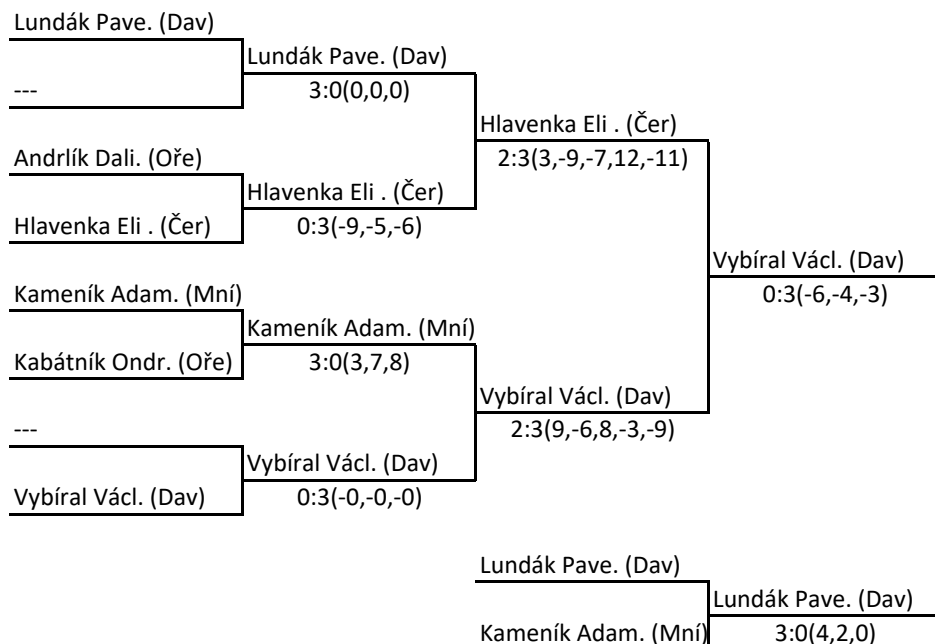 Lundák Pave. (Dav)
Lundák Pave. (Dav)
---
3:0(0,0,0)
Hlavenka Eli . (Čer)
Andrlík Dali. (Oře)
2:3(3,-9,-7,12,-11)
Hlavenka Eli . (Čer)
Hlavenka Eli . (Čer)
0:3(-9,-5,-6)
Vybíral Václ. (Dav)
Kameník Adam. (Mní)
0:3(-6,-4,-3)
Kameník Adam. (Mní)
Kabátník Ondr. (Oře)
3:0(3,7,8)
Vybíral Václ. (Dav)
---
2:3(9,-6,8,-3,-9)
Vybíral Václ. (Dav)
Vybíral Václ. (Dav)
0:3(-0,-0,-0)
Lundák Pave. (Dav)
Lundák Pave. (Dav)
Kameník Adam. (Mní)
3:0(4,2,0)